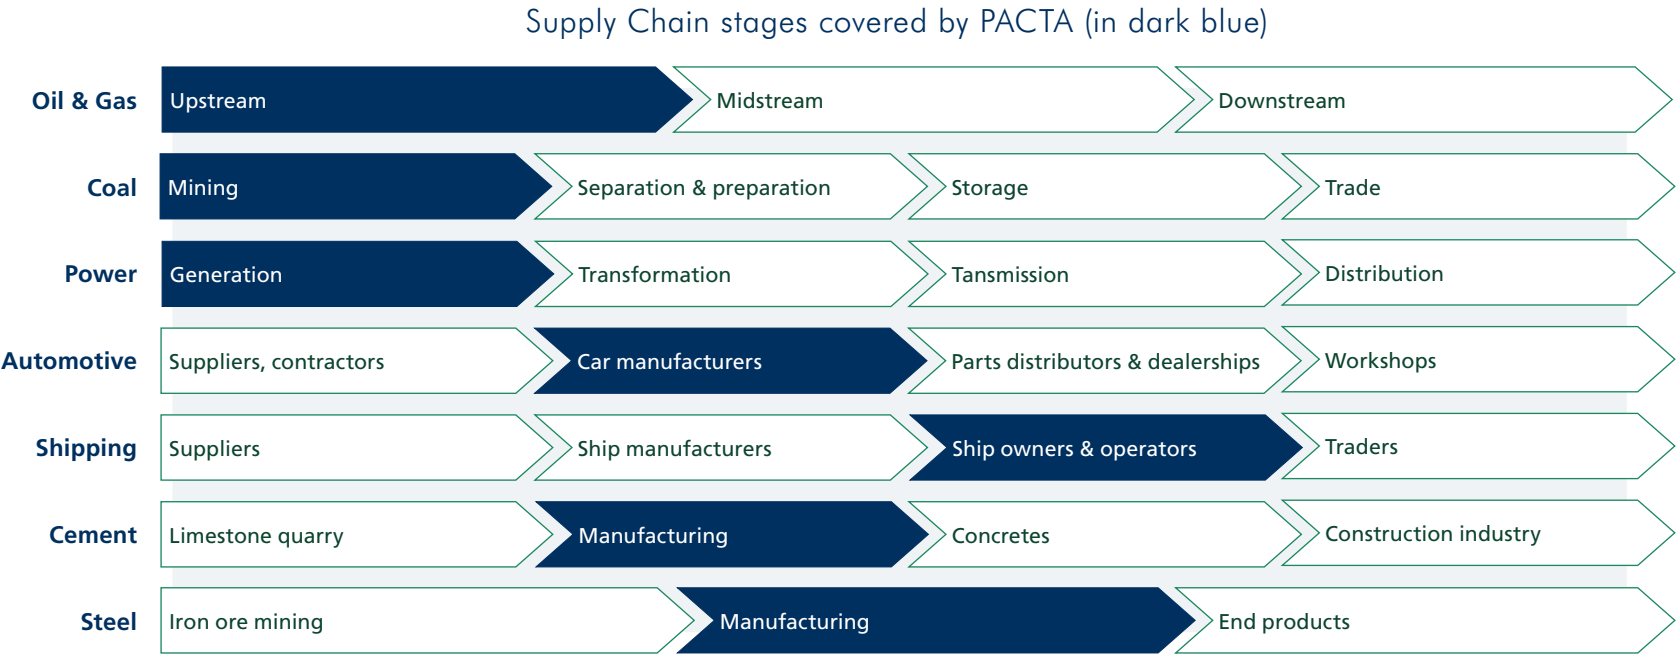 Supply Chain stages covered by PACTA (in dark blue)
Oil & Gas Upstream Midstream Downstream
Coal Mining Separation & preparation Storage Trade
Power Generation Transformation Tansmission Distribution
Automotive Suppliers, contractors Car manufacturers Parts distributors & dealerships Workshops
Shipping Suppliers Ship manufacturers Ship owners & operators Traders
Cement Limestone quarry Manufacturing Concretes Construction industry
Steel Iron ore mining Manufacturing End products